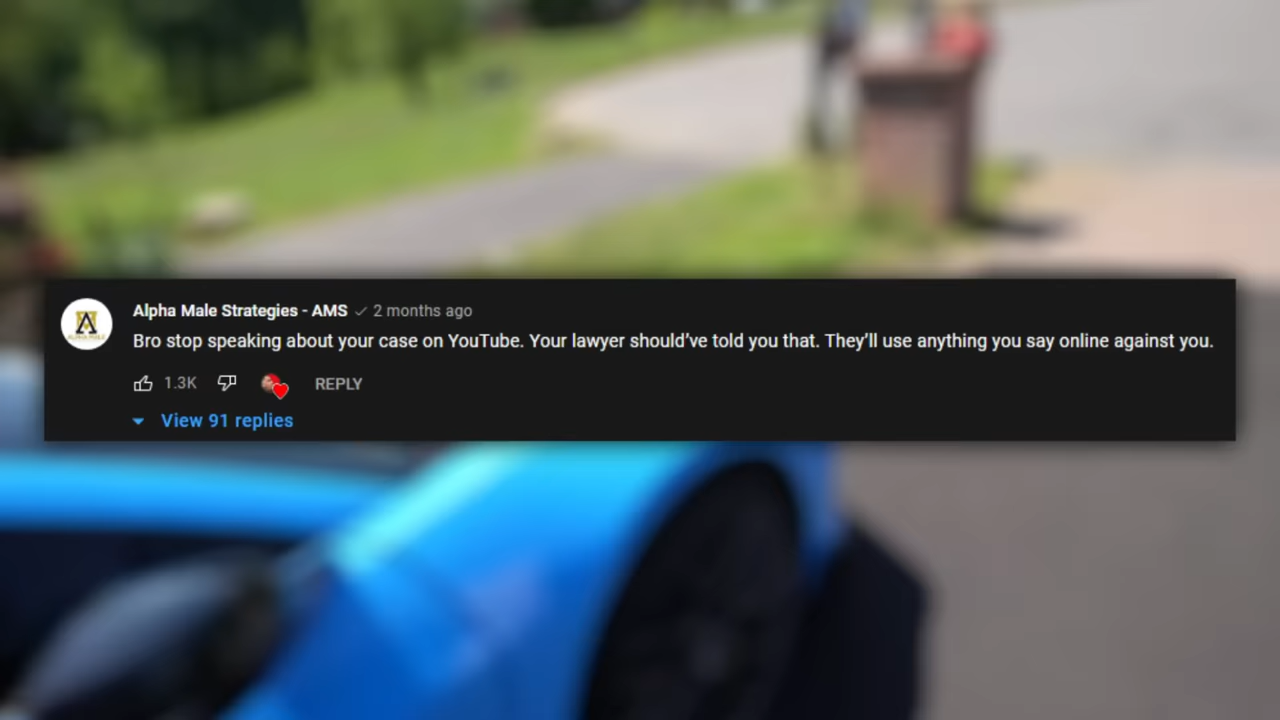 Alpha Male Strategies - AMS 2 months ago
Bro stop speaking about your case on YouTube. Your lawyer should’ve told you that. They’ll use anything you say online against you.
1.3K REPLY
View 91 replies